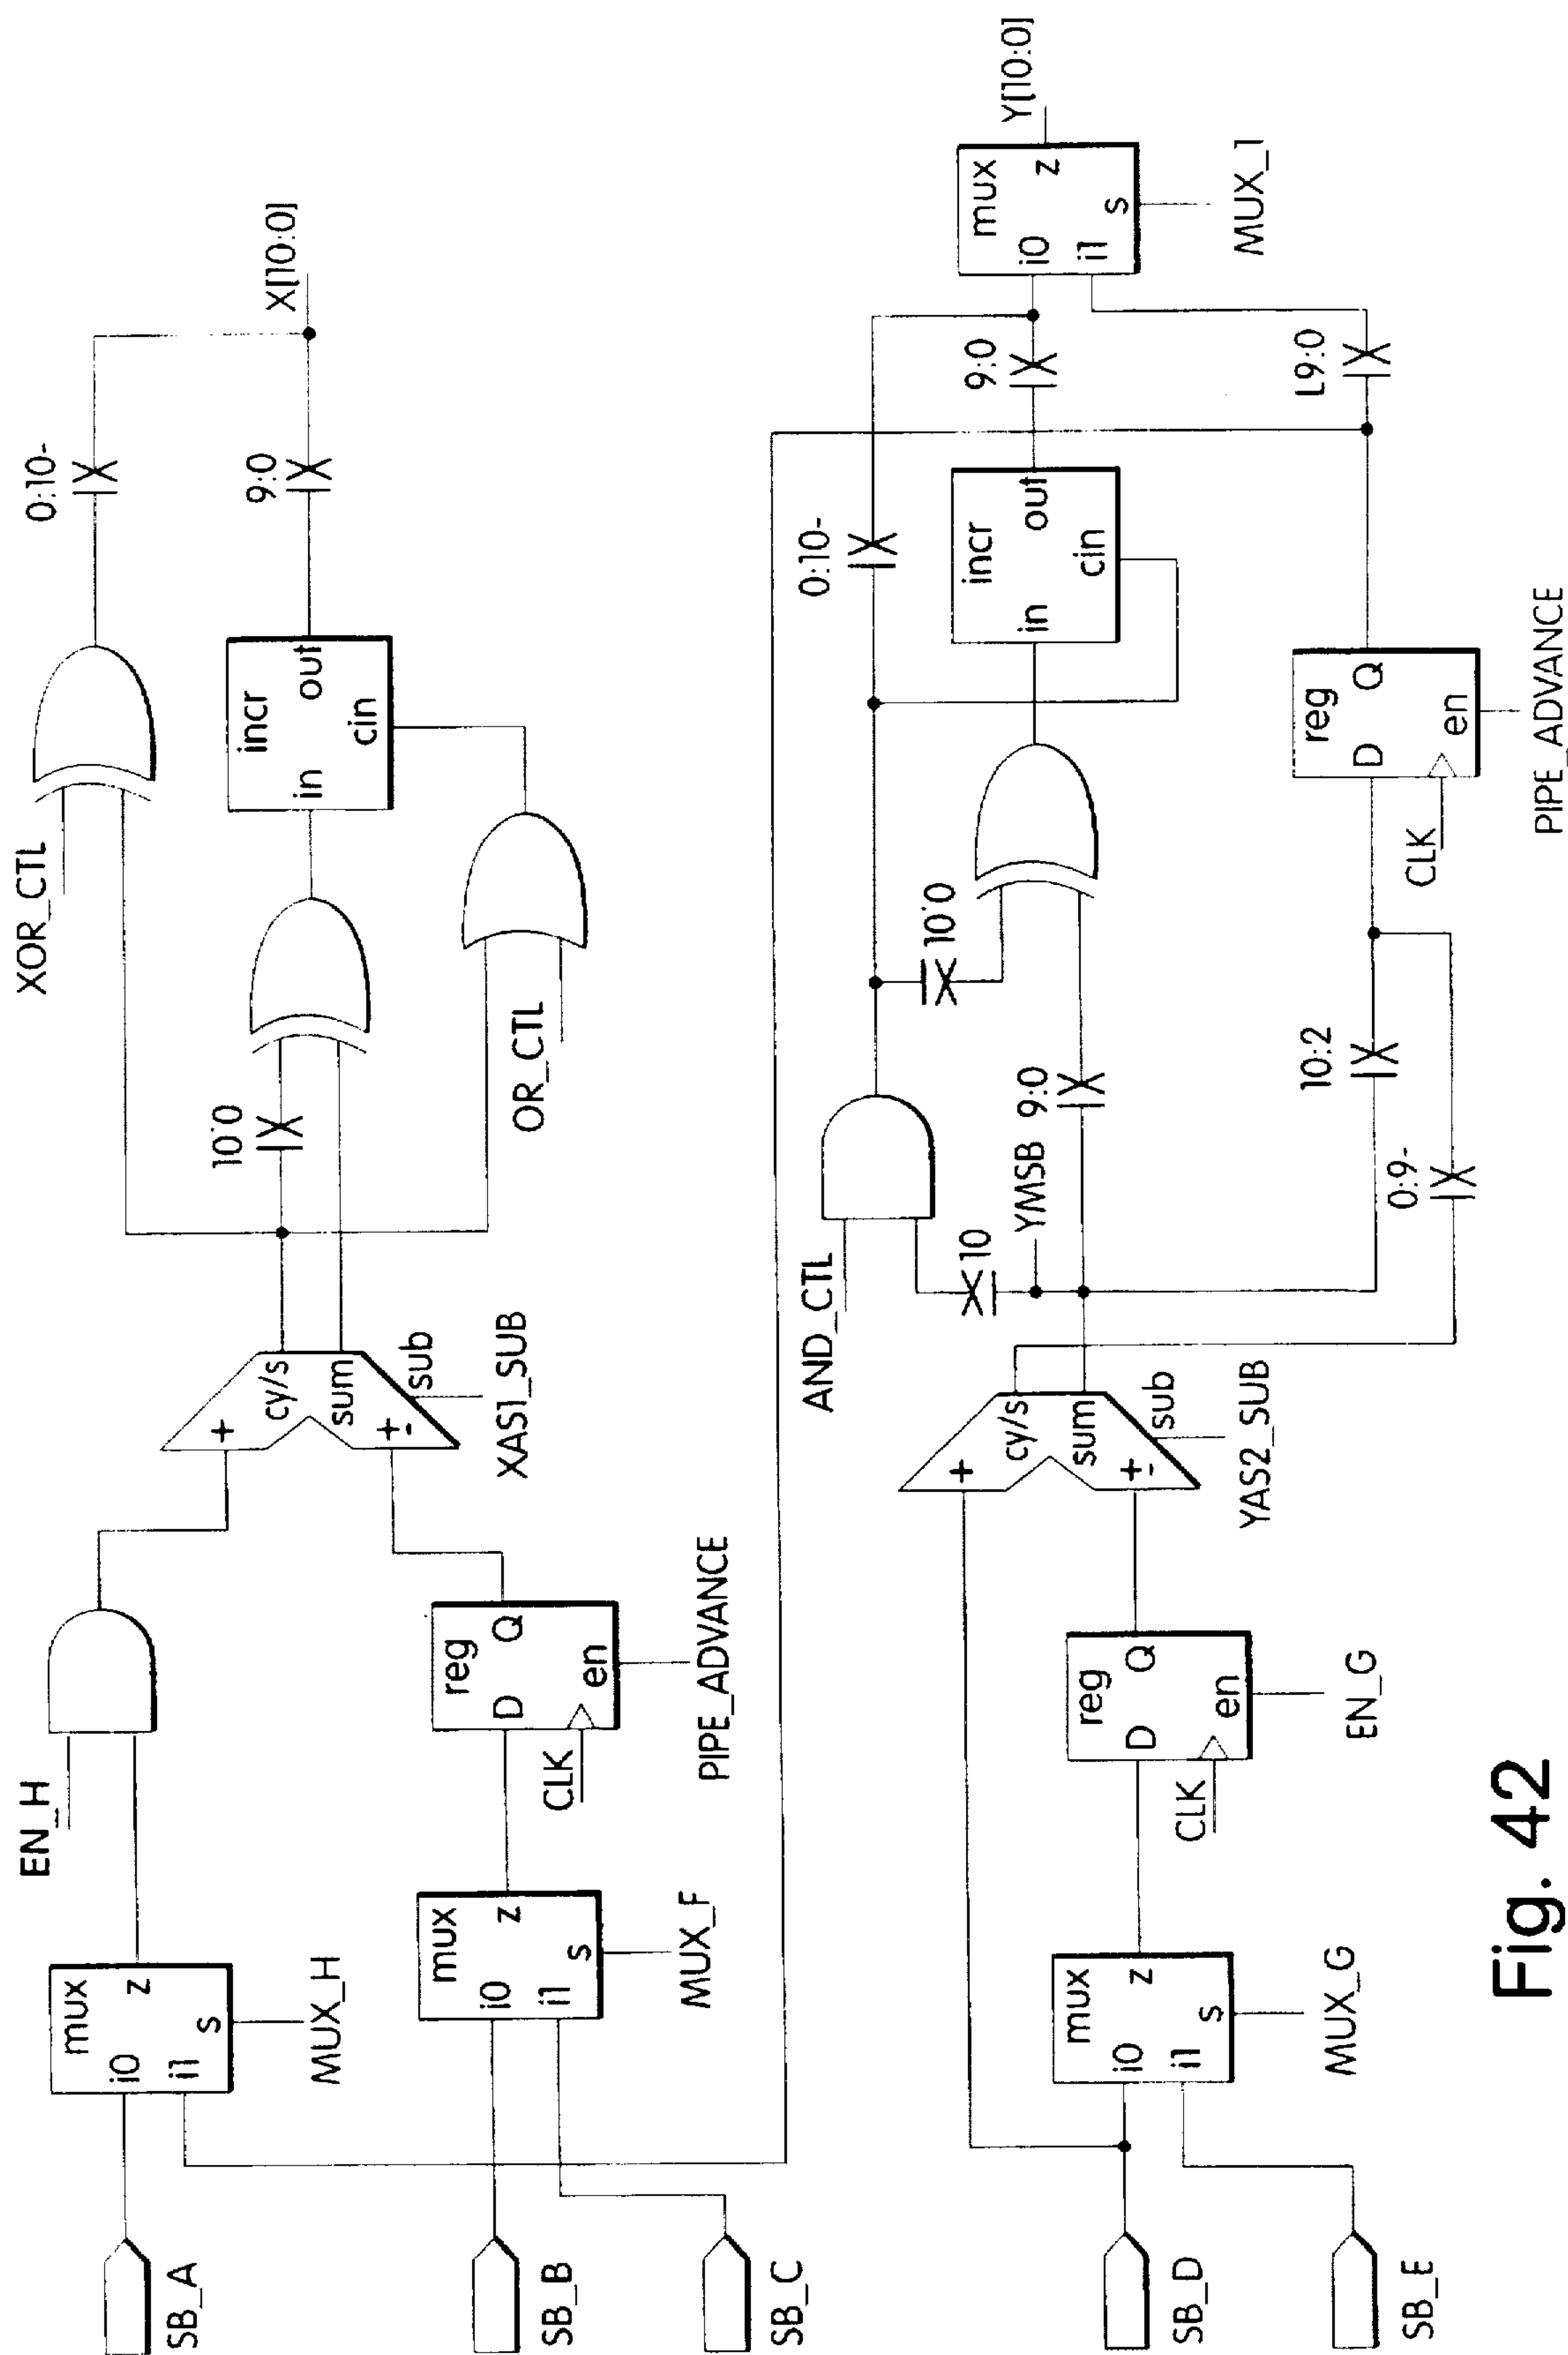 SB_A
SB_B
SB_C
mux
i0
i1
z
s
MUX_H
EN_H
mux
i0
i1
z
s
MUX_F
reg
D
Q
en
CLK
PIPE_ADVANCE
+
+
-
cy/s
sum
sub
XAS1_SUB
10:0
XOR_CTL
OR_CTL
incr
in
out
cin
0:10-
9:0
X[10:0]
SB_D
SB_E
mux
i0
i1
z
s
MUX_G
reg
D
Q
en
CLK
EN_G
+
+
-
cy/s
sum
sub
YAS2_SUB
AND_CTL
10
YMSB
9:0
10:0
10:2
0:9-
incr
in
out
cin
0:10-
9:0
reg
D
Q
en
CLK
PIPE_ADVANCE
L9:0
mux
i0
i1
z
s
MUX_1
Y[10:0]
Fig. 42